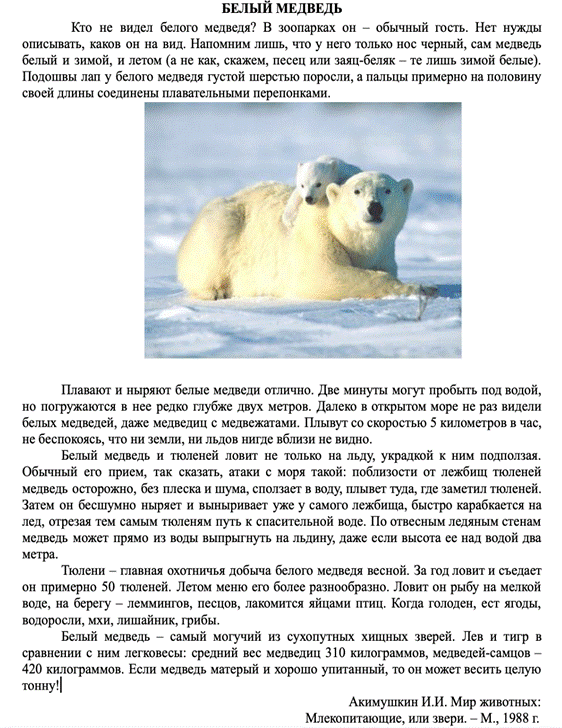 БЕЛЫЙ МЕДВЕДЬ
Кто не видел белого медведя? В зоопарках он – обычный гость. Нет нужды
описывать, каков он на вид. Напомним лишь, что у него только нос черный, сам медведь
белый и зимой, и летом (а не как, скажем, песец или заяц-беляк – те лишь зимой белые).
Подошвы лап у белого медведя густой шерстью поросли, а пальцы примерно на половину
своей длины соединены плавательными перепонками.
Плавают и ныряют белые медведи отлично. Две минуты могут пробыть под водой,
но погружаются в нее редко глубже двух метров. Далеко в открытом море не раз видели
белых медведей, даже медведиц с медвежатами. Плывут со скоростью 5 километров в час,
не беспокоясь, что ни земли, ни льдов нигде вблизи не видно.
Белый медведь и тюленей ловит не только на льду, украдкой к ним подползая.
Обычный его прием, так сказать, атаки с моря такой: поблизости от лежбищ тюленей
медведь осторожно, без плеска и шума, сползает в воду, плывет туда, где заметил тюленей.
Затем он бесшумно ныряет и выныривает уже у самого лежбища, быстро карабкается на
лед, отрезая тем самым тюленям путь к спасительной воде. По отвесным ледяным стенам
медведь может прямо из воды выпрыгнуть на льдину, даже если высота ее над водой два
метра.
Тюлени – главная охотничья добыча белого медведя весной. За год ловит и съедает
он примерно 50 тюленей. Летом меню его более разнообразно. Ловит он рыбу на мелкой
воде, на берегу – леммингов, песцов, лакомится яйцами птиц. Когда голоден, ест ягоды,
водоросли, мхи, лишайник, грибы.
Белый медведь – самый могучий из сухопутных хищных зверей. Лев и тигр в
сравнении с ним легковесы: средний вес медведиц 310 килограммов, медведей-самцов –
420 килограммов. Если медведь матерый и хорошо упитанный, то он может весить целую
тонну!
Акимушкин И.И. Мир животных:
Млекопитающие, или звери. – М., 1988 г.